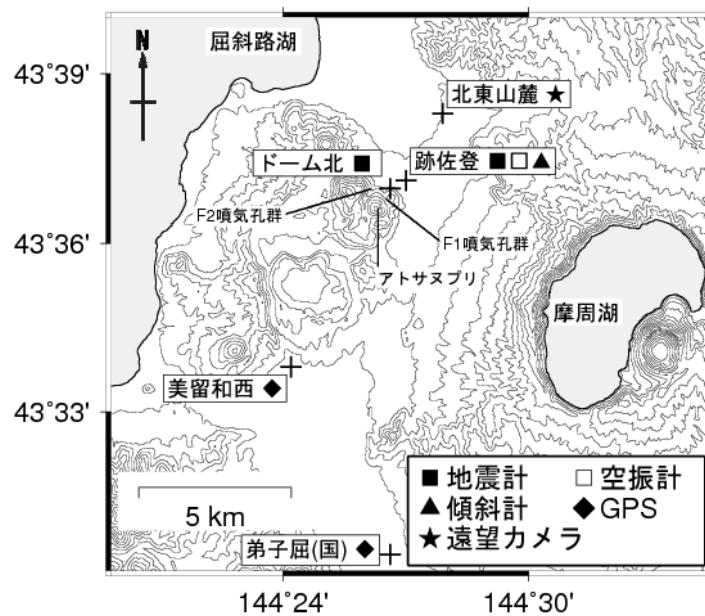 屈斜路湖
N
43°39'
北東山麓 ★
ドーム北 ■
跡佐登 ■□▲
F2噴気孔群
43°36'
F1噴気孔群
アトサヌプリ
摩周湖
美留和西 ◆
43°33'
■ 地震計 □ 空振計
▲ 傾斜計 ◆ GPS
★ 遠望カメラ
5 km
弟子屈(国) ◆
144°24' 144°30'